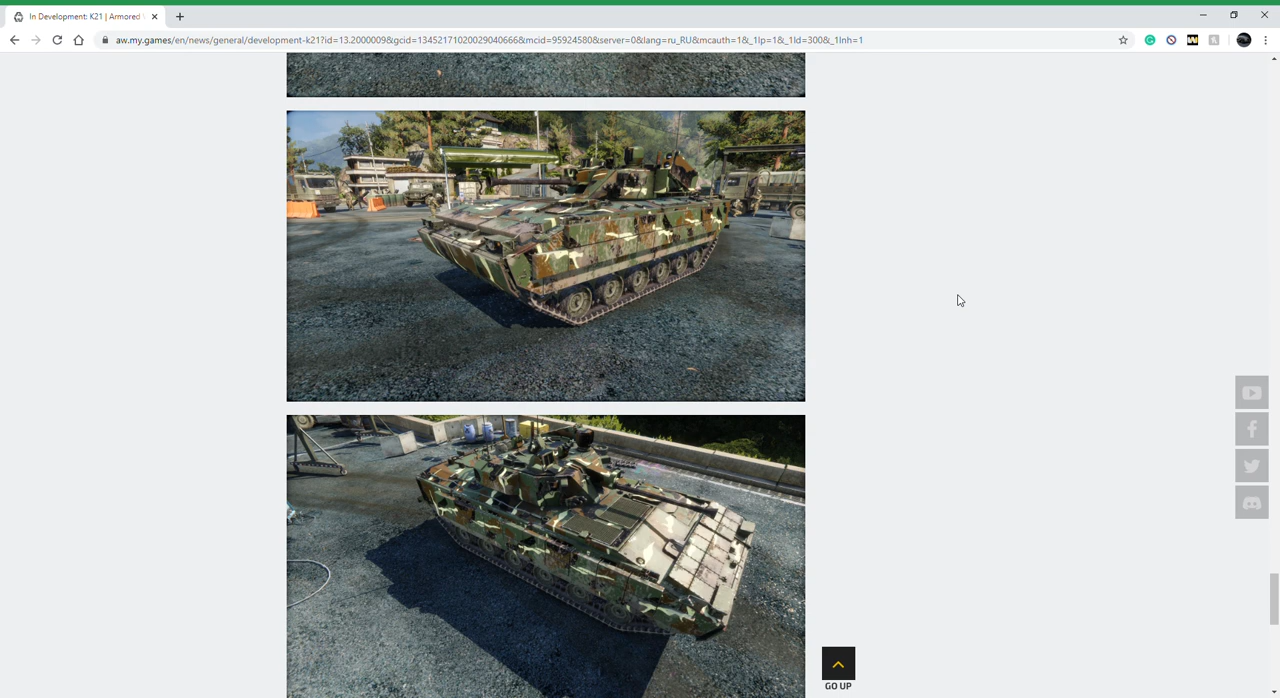 In Development: K21 | Armored
aw.my.games/en/news/general/development-k21?id=13.2000009&gcid=13452171020029040666&mcid=95924580&server=0&lang=ru_RU&mcauth=1&_1lp=1&_1ld=300&_1lnh=1
GO UP